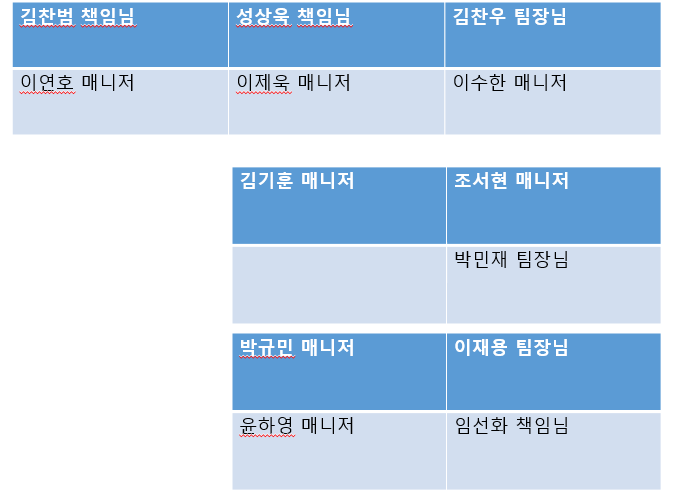 김찬범 책임님 성상욱 책임님 김찬우 팀장님
이연호 매니저 이제욱 매니저 이수한 매니저
김기훈 매니저 조서현 매니저
박민재 팀장님
박규민 매니저 이재용 팀장님
윤하영 매니저 임선화 책임님